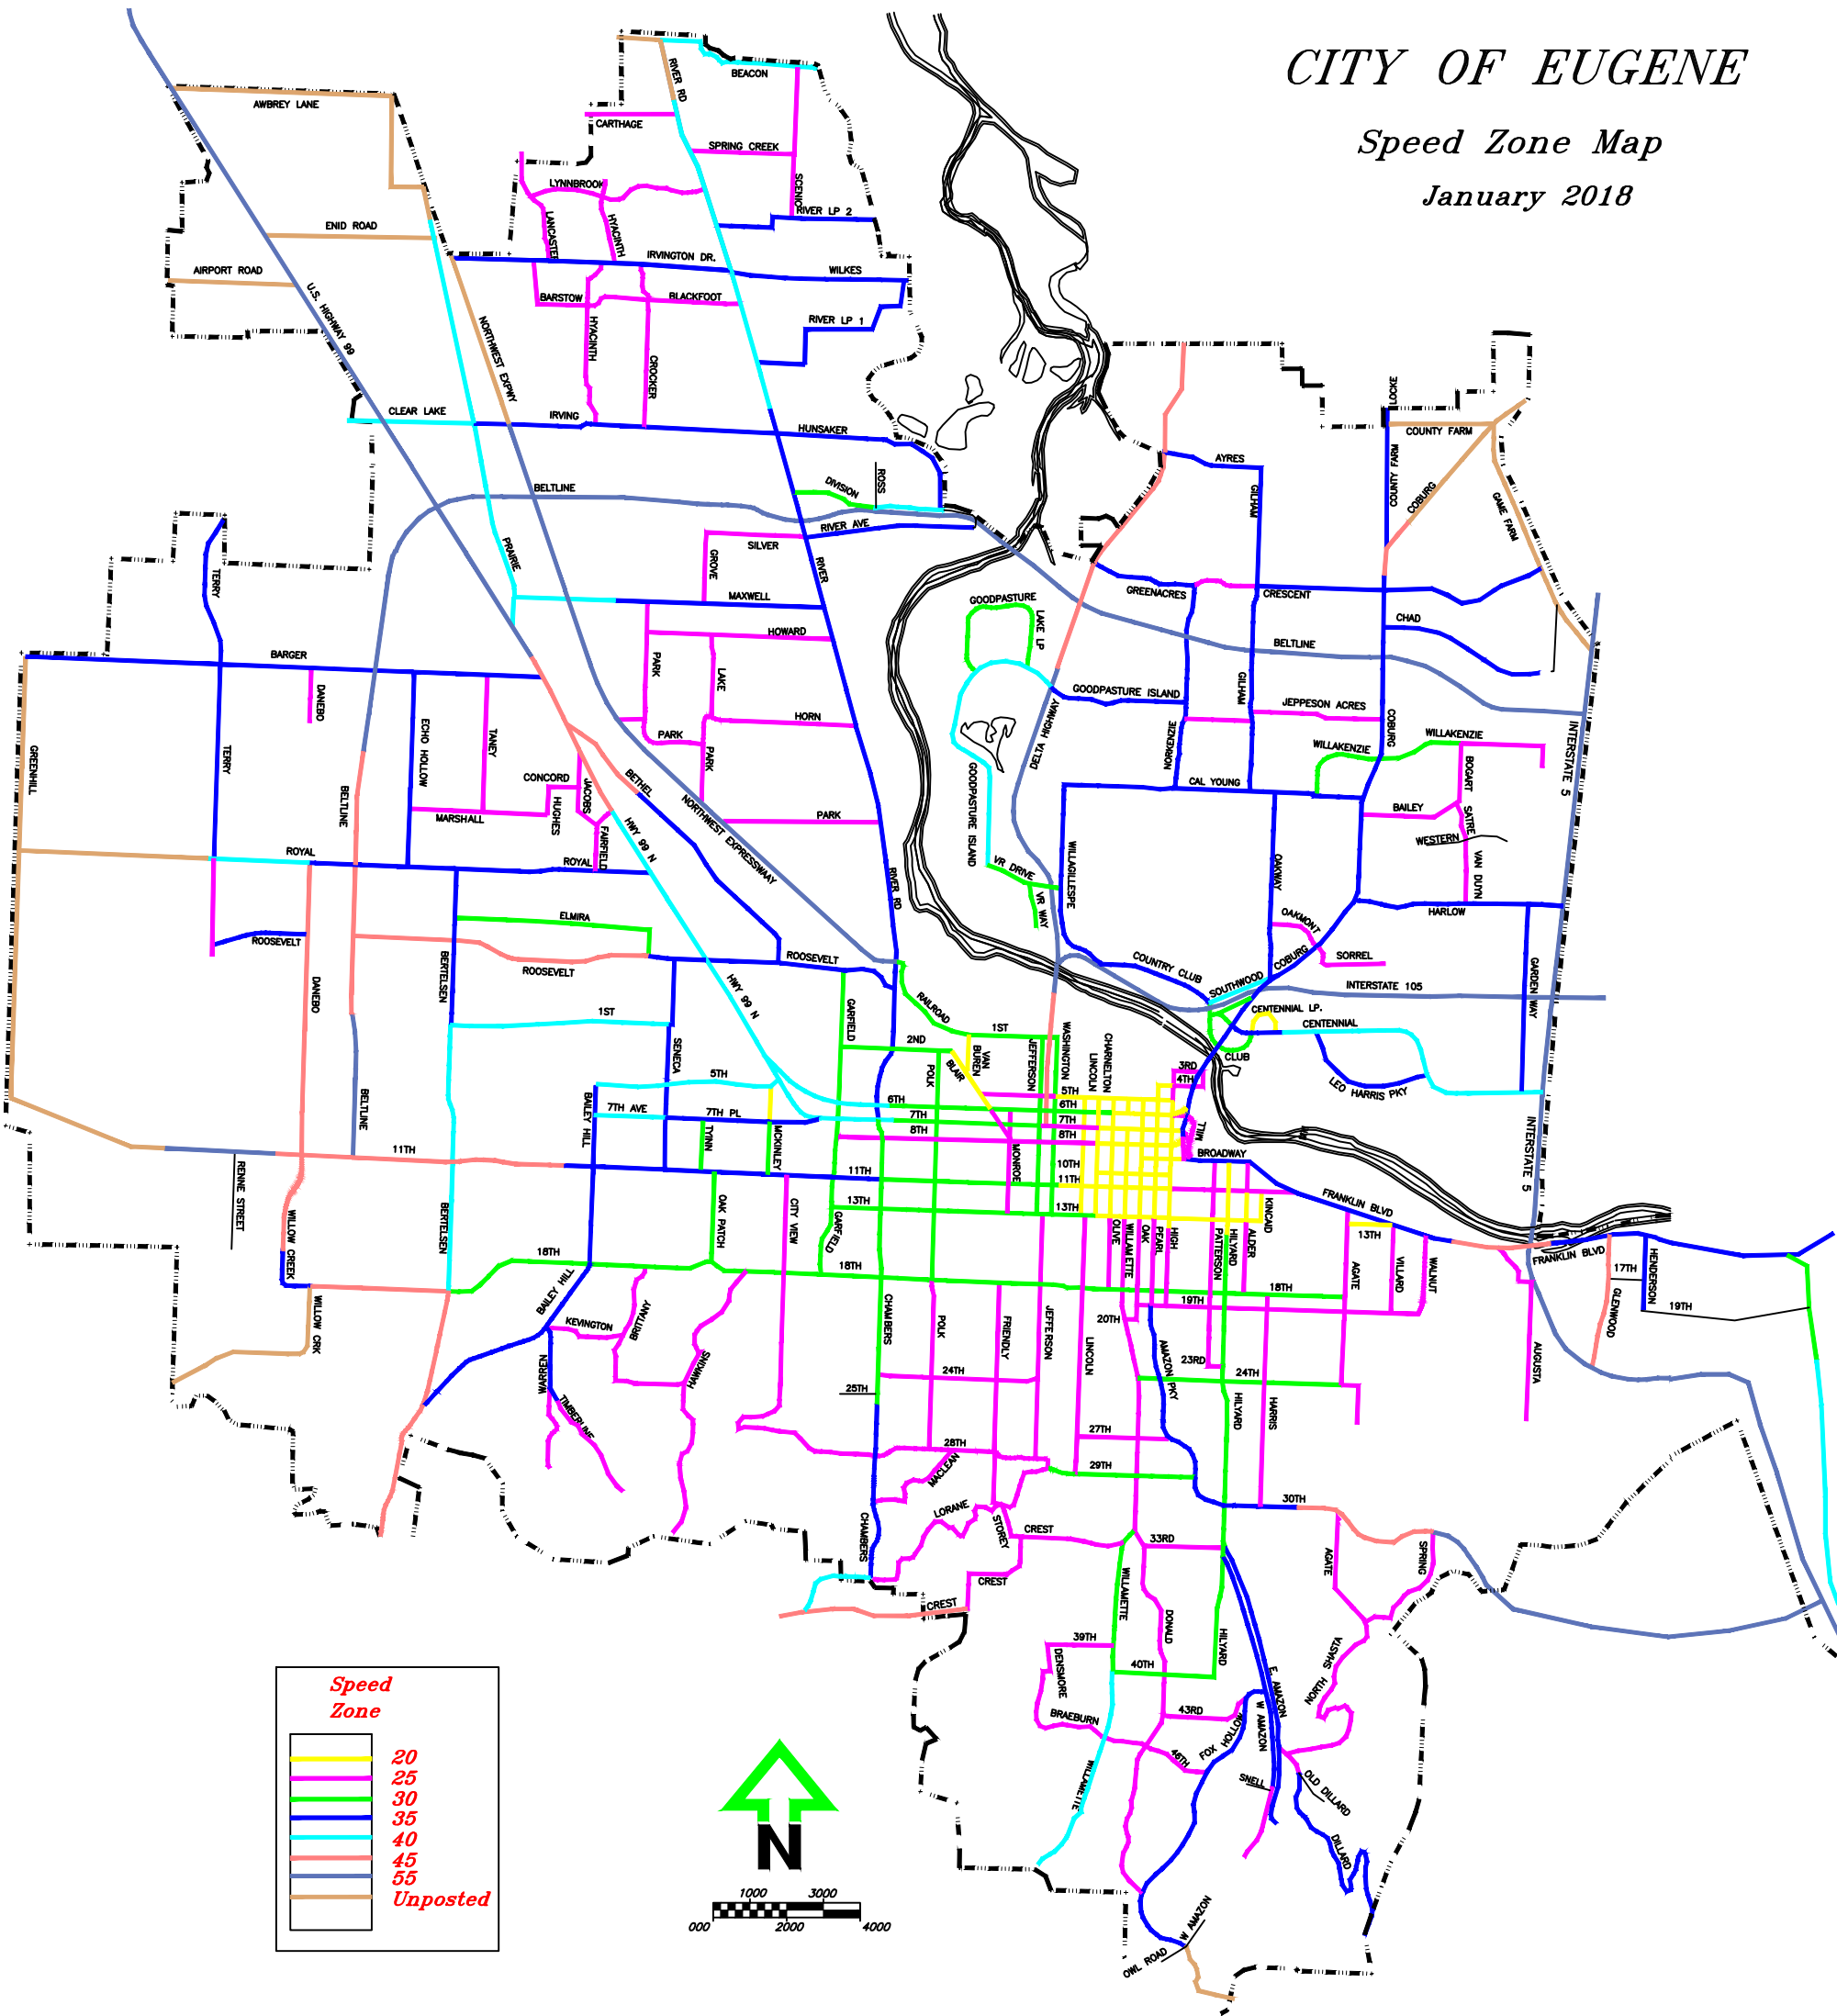 CITY OF EUGENE
Speed Zone Map
January 2018
BEACON
RIVER RD
AWBREY LANE
CARTHAGE
SPRING CREEK
LYNNBROOK
SCENIC
RIVER LP 2
LANCASTER
HYACINTH
ENID ROAD
IRVINGTON DR.
WILKES
AIRPORT ROAD
U.S. HIGHWAY 99
NORTHWEST EXPWY
BARSTOW
BLACKFOOT
HYACINTH
CROCKER
RIVER LP 1
CLEAR LAKE
IRVING
HUNSAKER
LOCKE
COUNTY FARM
COUNTY FARM
COBURG
GAME FARM
AYRES
GILHAM
BELTLINE
DIVISION
ROSS
RIVER AVE
SILVER
GROVE
PRAIRIE
RIVER
MAXWELL
TERRY
GOODPASTURE
LAKE LP
GREENACRES
CRESCENT
CHAD
BELTLINE
HOWARD
BARGER
PARK
LAKE
DANEBO
GOODPASTURE ISLAND
GILHAM
JEPPESON ACRES
COBURG
INTERSTATE 5
HORN
PARK
PARK
ECHO HOLLOW
TANEY
GREENHILL
TERRY
BELTLINE
CONCORD
JACOBS
HUGHES
MARSHALL
FAIRFIELD
BETHEL
HWY 99 N
NORTHWEST EXPRESSWAAY
PARK
DELTA HIGHWAY
NORKENZIE
WILLAKENZIE
WILLAKENZIE
BOGART
CAL YOUNG
BAILEY
SATRE
WESTERN
VAN DUYN
GOODPASTURE ISLAND
ROYAL
ROYAL
RIVER RD
VR DRIVE
VR WAY
WILLAGILLESPE
OAKWAY
HARLOW
OAKMONT
SORREL
GARDEN WAY
ELMIRA
ROOSEVELT
ROOSEVELT
ROOSEVELT
BERTELSEN
DANEBO
HWY 99 N
COUNTRY CLUB
SOUTHWOOD
COBURG
INTERSTATE 105
CENTENNIAL LP.
CENTENNIAL
CLUB
LEO HARRIS PKY
1ST
SENECA
GARFIELD
RAILROAD
1ST
2ND
VAN BUREN
BLAIR
POLK
JEFFERSON
WASHINGTON
LINCOLN
CHARNELTON
3RD
4TH
MILL
5TH
BAILEY HILL
7TH AVE
7TH PL
TYINN
MCKINLEY
5TH
6TH
6TH
7TH
7TH
8TH
8TH
MONROE
10TH
11TH
BROADWAY
11TH
11TH
13TH
13TH
BELTLINE
RENNE STREET
WILLOW CREEK
BERTELSEN
OAK PATCH
CITY VIEW
GARFIELD
OLIVE
WILLAMETTE
OAK
PEARL
HIGH
PATTERSON
HILYARD
ALDER
KINCAID
FRANKLIN BLVD
13TH
AGATE
VILLARD
WALNUT
FRANKLIN BLVD
17TH
HENDERSON
GLENWOOD
19TH
INTERSTATE 5
18TH
18TH
18TH
19TH
20TH
BAILEY HILL
WILLOW CRK
KEVINGTON
BRITTANY
WARREN
TIMBERLINE
HAWKINS
CHAMBERS
POLK
FRIENDLY
JEFFERSON
LINCOLN
AMAZON PKY
23RD
24TH
24TH
25TH
HILYARD
HARRIS
AUGUSTA
27TH
28TH
29TH
MACLEAN
30TH
CHAMBERS
LORANE
STOREY
CREST
CREST
CREST
33RD
AGATE
SPRING
WILLAMETTE
DONALD
HILYARD
39TH
40TH
DENSMORE
NORTH SHASTA
E. AMAZON
W AMAZON
BRAEBURN
43RD
46TH
FOX HOLLOW
SNELL
OLD DILLARD
DILLARD
WILLAMETTE
OWL ROAD
W AMAZON
Speed
Zone
20
25
30
35
40
45
55
Unposted
N
1000 3000
000 2000 4000